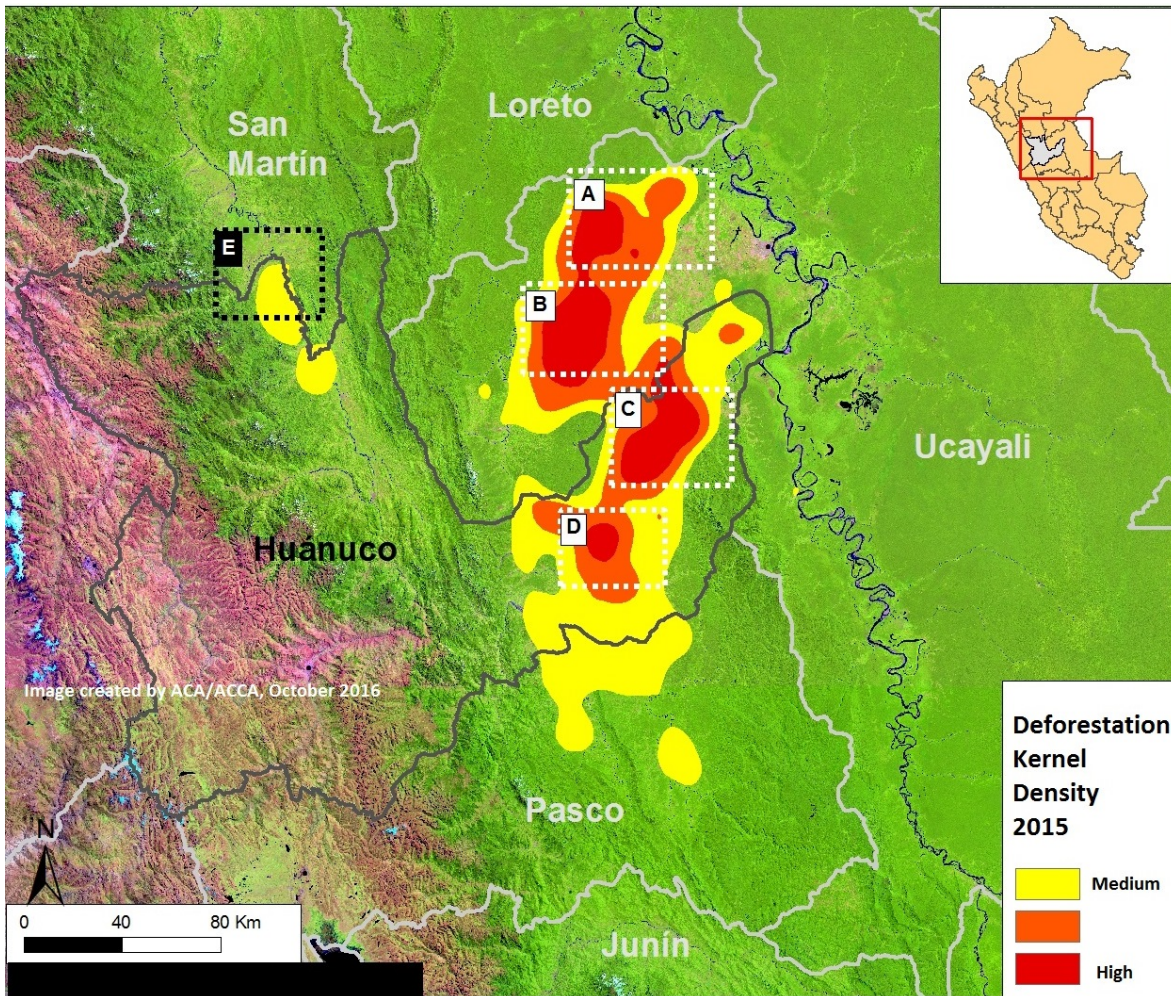 San
Martín
Loreto
A
E
B
C
Ucayali
D
Huánuco
Image created by ACA/ACCA, October 2016
Pasco
Junín
N
0 40 80 Km
Deforestation
Kernel
Density
2015
Medium
High